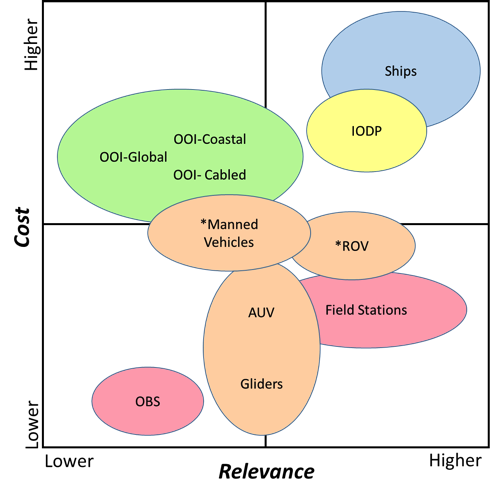 Higher
Ships
IODP
OOI-Coastal
OOI-Global
OOI- Cabled
Cost
*Manned
Vehicles
*ROV
AUV
Field Stations
Gliders
OBS
Lower
Lower
Relevance
Higher